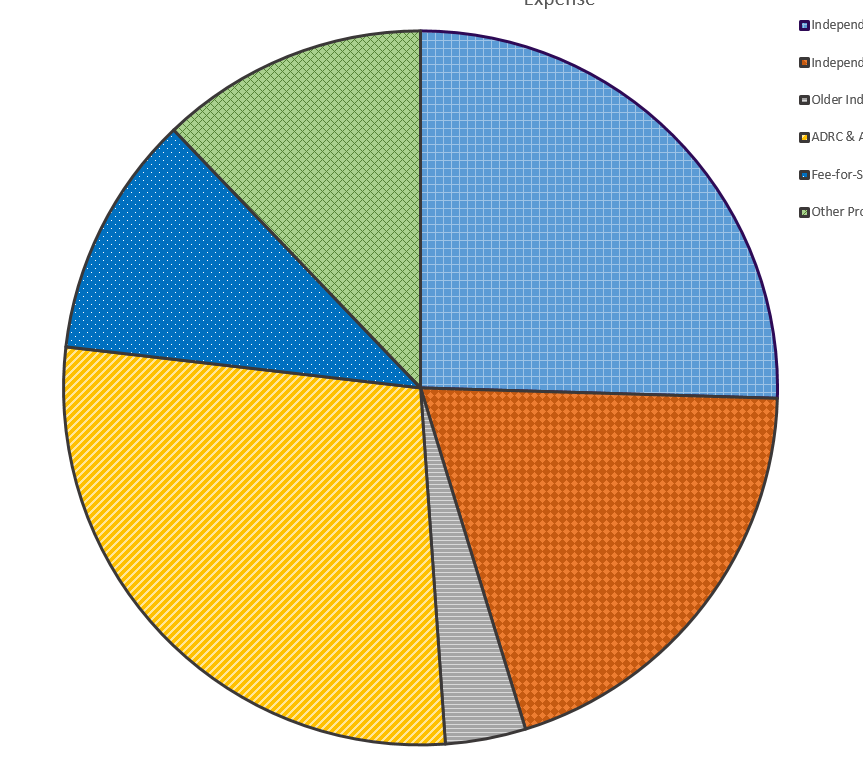 Expense
Independ
Independ
Older Ind
ADRC & A
Fee-for-S
Other Pro